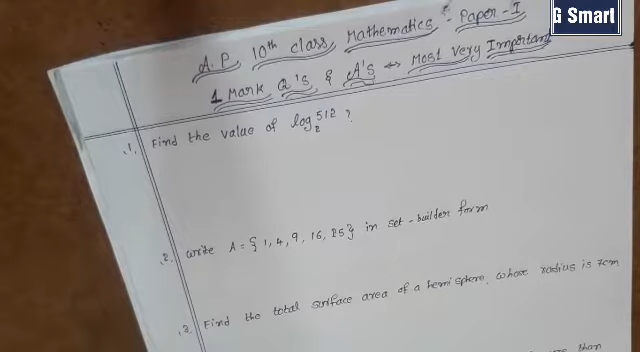 G Smart
A.P. 10th class Mathematics - Paper - I
1 Mark Q's & A's ↔ Most Very Important
1. Find the value of log₂512 ?
2. write A = {1, 4, 9, 16, 25} in set-builder form
3. Find the total surface area of a hemisphere, whose radius is 7cm
than